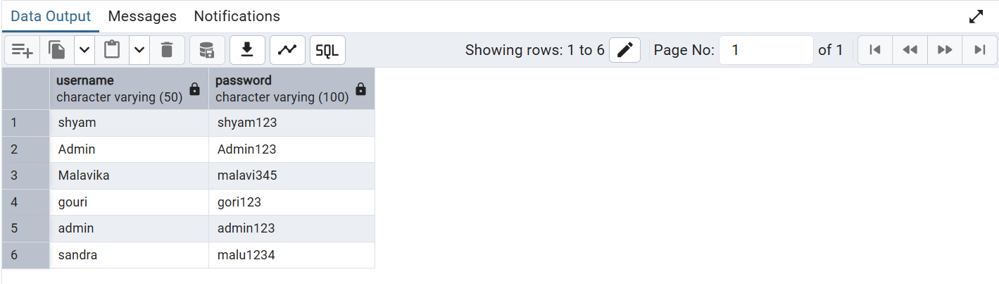 Data Output Messages Notifications
SQL Showing rows: 1 to 6 Page No: 1 of 1
username password
character varying (50) character varying (100)
1 shyam shyam123
2 Admin Admin123
3 Malavika malavi345
4 gouri gori123
5 admin admin123
6 sandra malu1234